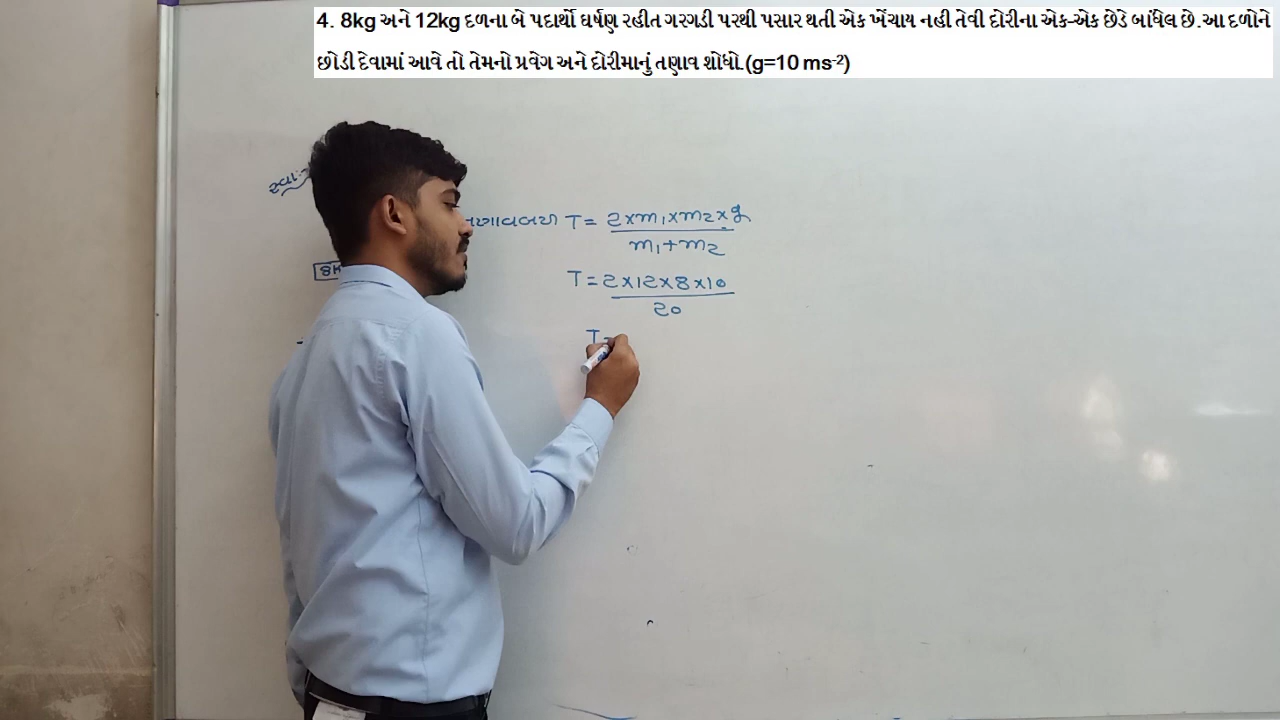 4. 8kg અને 12kg દળના બે પદાર્થો ઘર્ષણ રહીત ગરગડી પરથી પસાર થતી એક ખેંચાય નહી તેવી દોરીના એક-એક છેડે બાંધેલ છે.આ દળોને
છોડી દેવામાં આવે તો તેમનો પ્રવેગ અને દોરીમાનું તણાવ શોધો.(g=10 ms⁻²)
T = 2×m₁×m₂×g
m₁+m₂
T = 2×12×8×10
20
T =